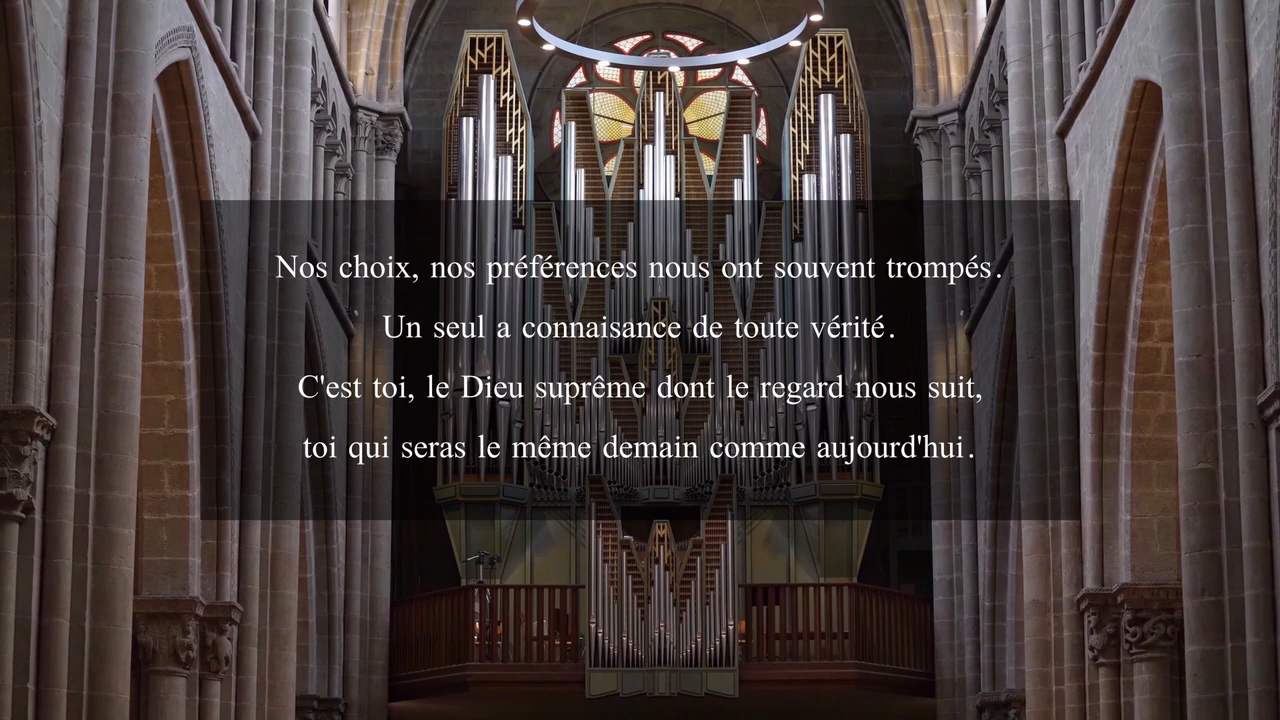 Nos choix, nos préférences nous ont souvent trompés.
Un seul a connaisance de toute vérité.
C'est toi, le Dieu suprême dont le regard nous suit,
toi qui seras le même demain comme aujourd'hui.